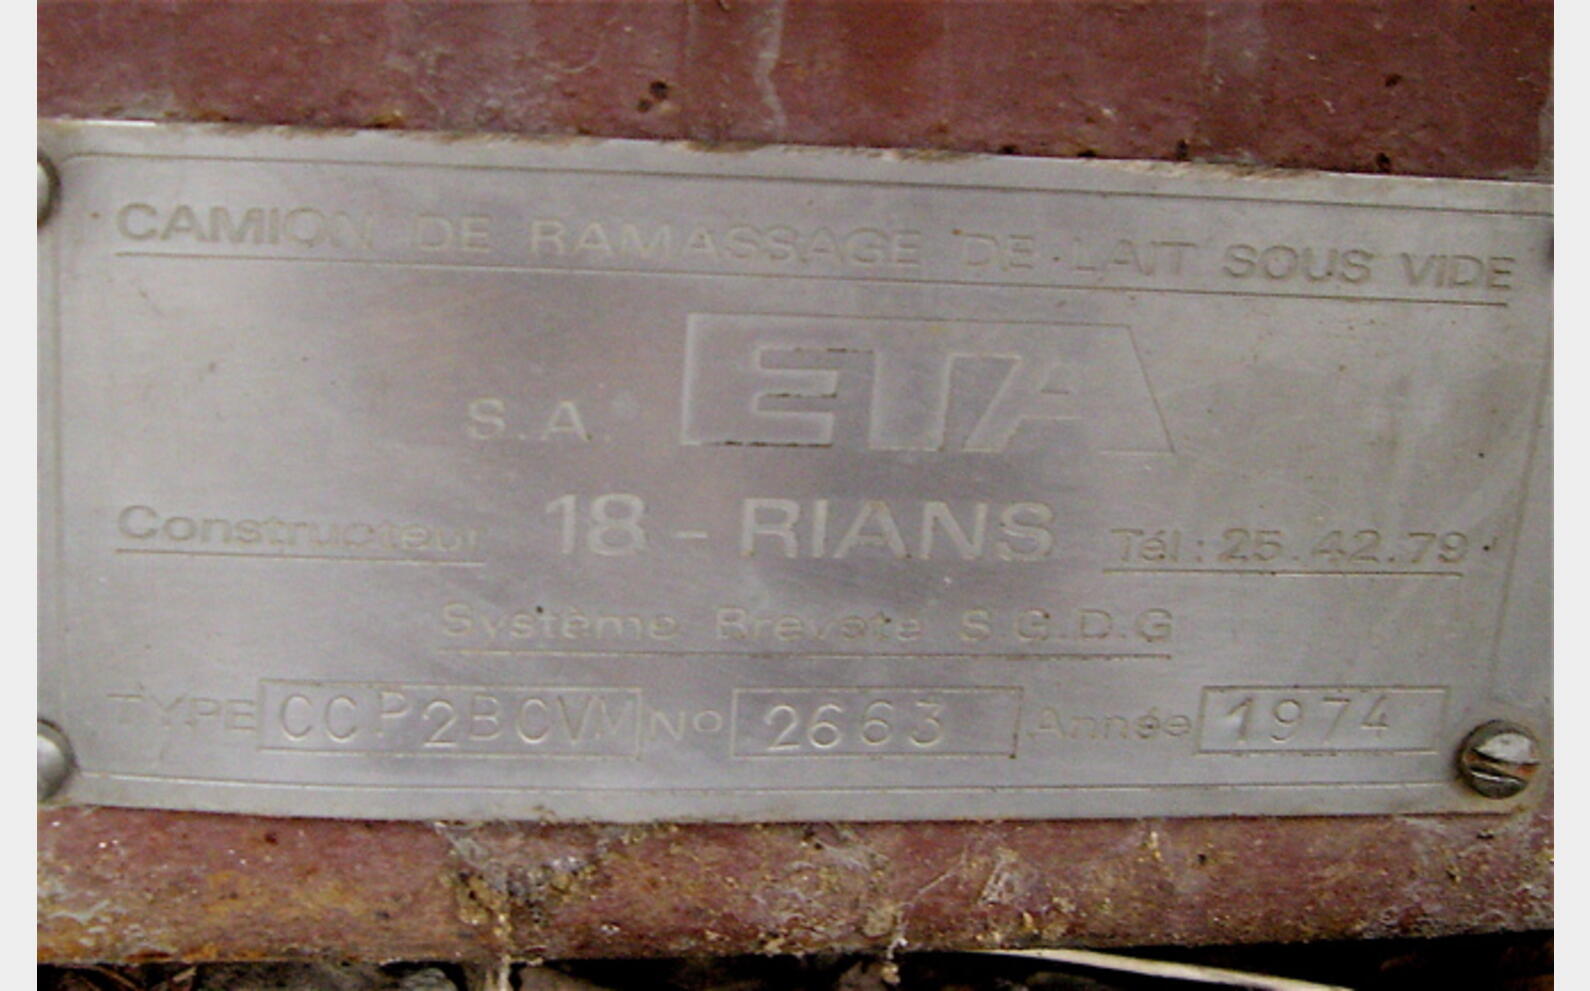 CAMION DE RAMASSAGE DE LAIT SOUS VIDE
S.A. ETA
Constructeur 18 - RIANS Tél : 25.42.79
Système Breveté S.G.D.G
TYPE CCP2BCVM No 2663 Année 1974